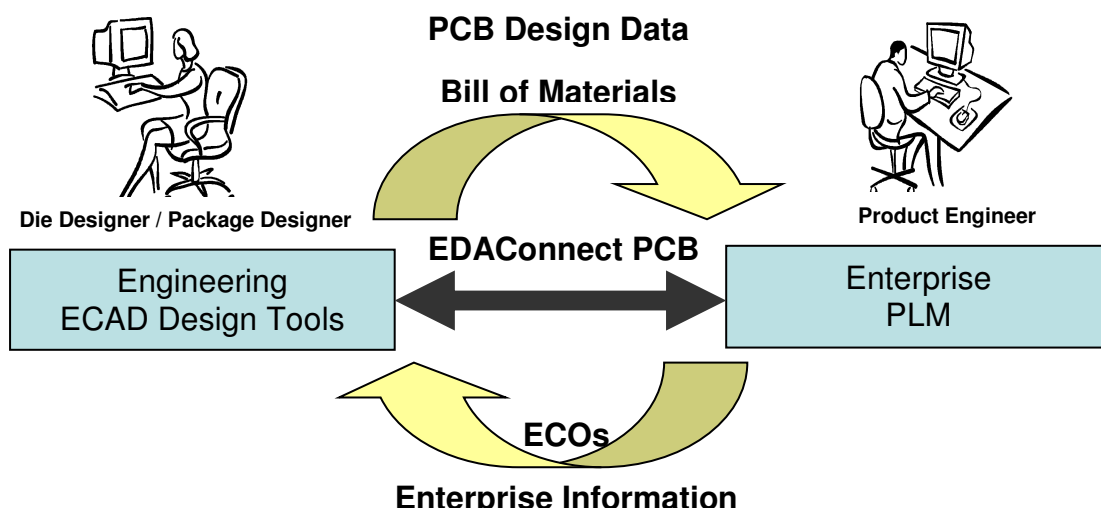 PCB Design Data
Bill of Materials
Die Designer / Package Designer
Product Engineer
EDAConnect PCB
Engineering
ECAD Design Tools
Enterprise
PLM
ECOs
Enterprise Information